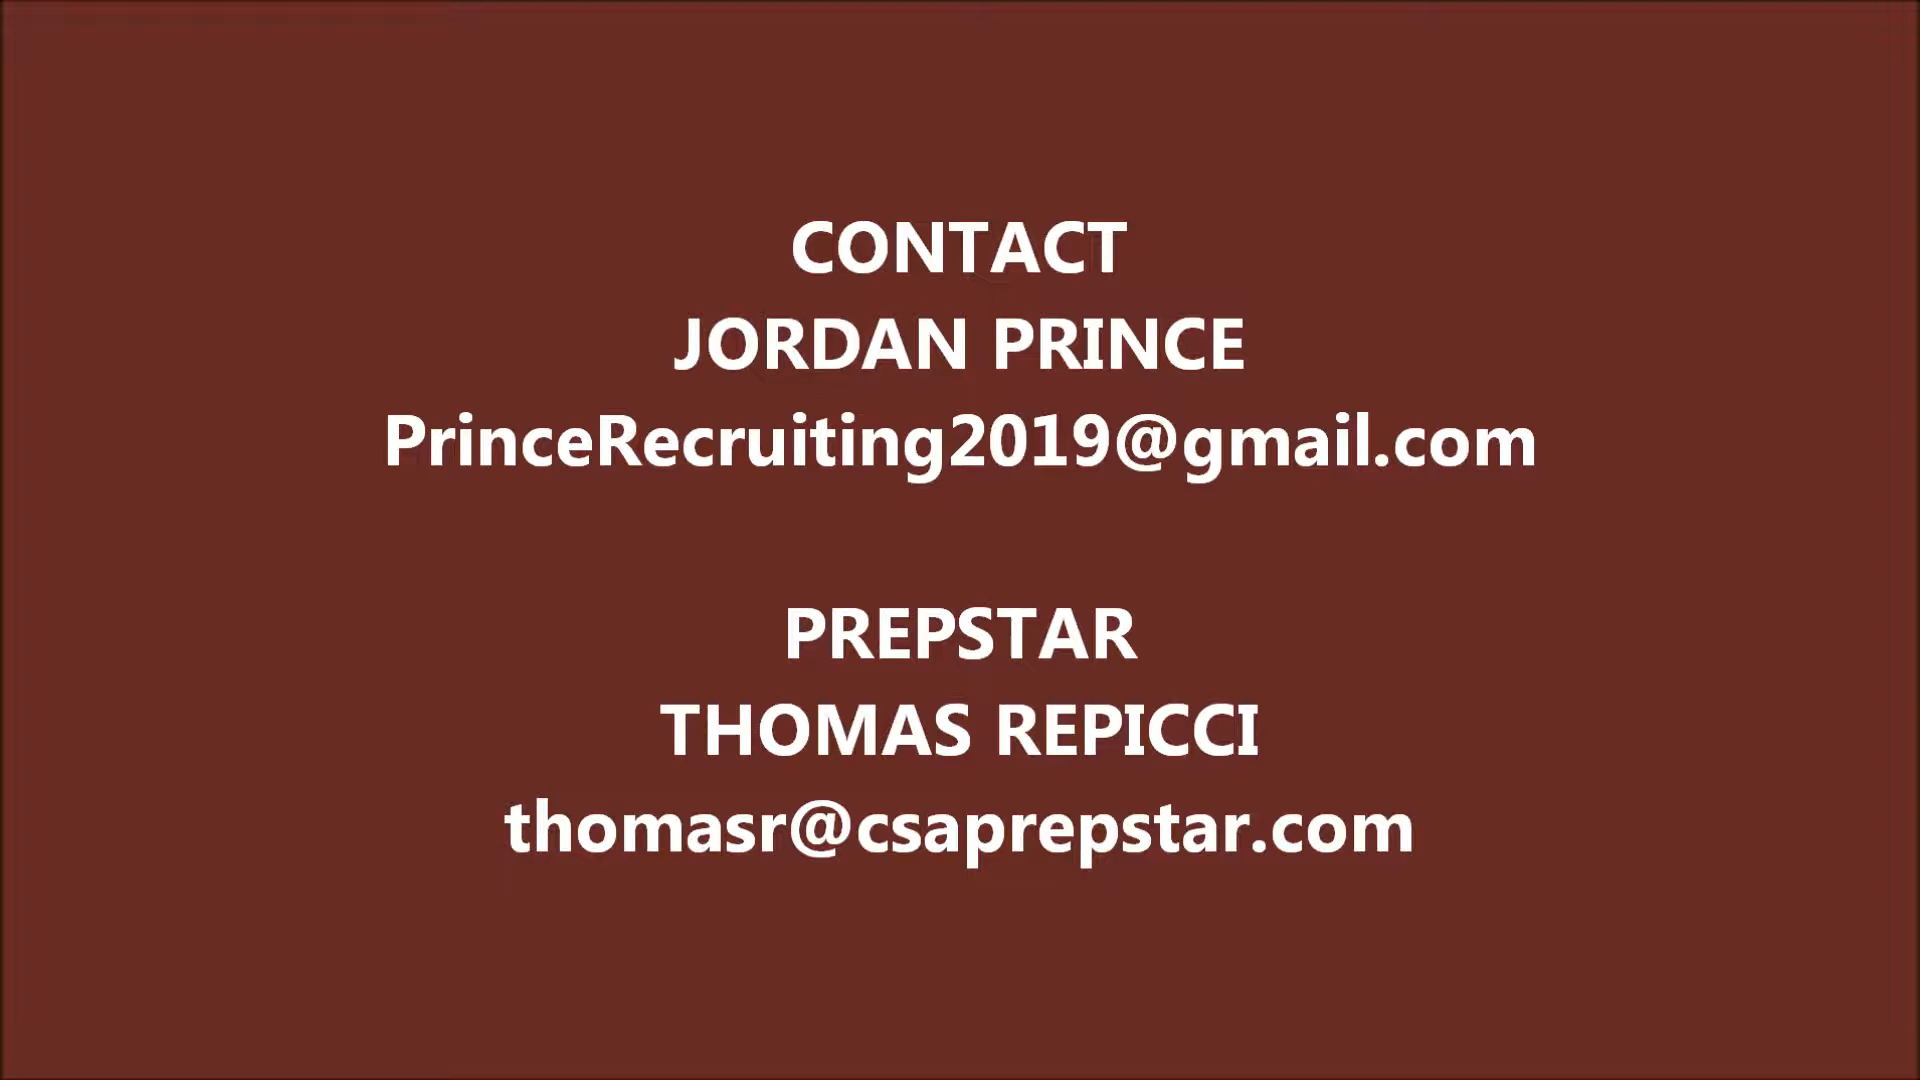 CONTACT
JORDAN PRINCE
PrinceRecruiting2019@gmail.com
PREPSTAR
THOMAS REPICCI
thomasr@csaprepstar.com